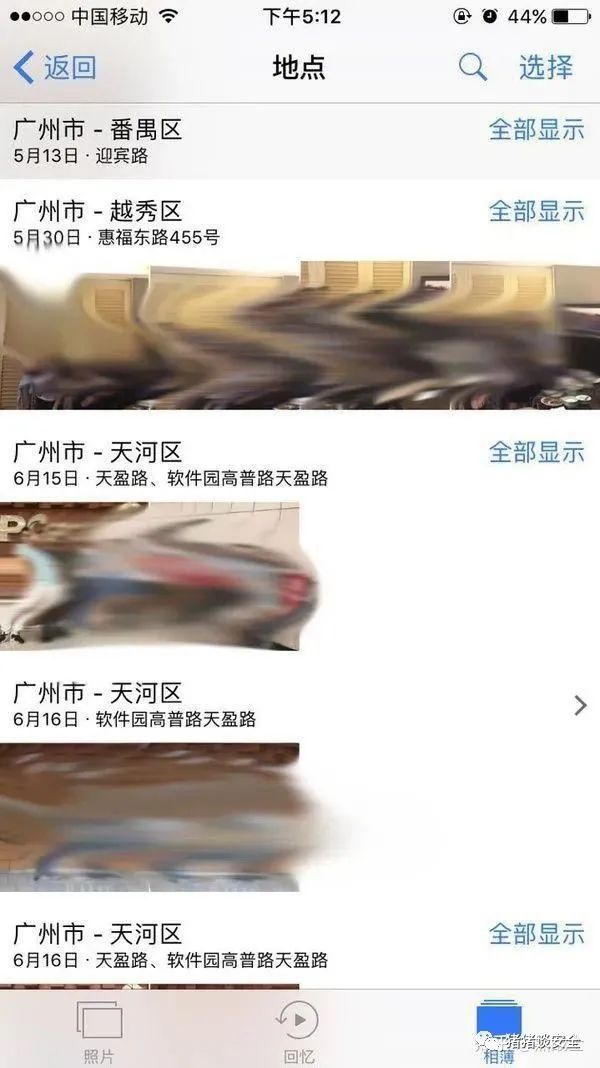 中国移动 下午5:12 44%
返回 地点 选择
广州市 - 番禺区 全部显示
5月13日 · 迎宾路
广州市 - 越秀区 全部显示
5月30日 · 惠福东路455号
广州市 - 天河区 全部显示
6月15日 · 天盈路、软件园高普路天盈路
P
广州市 - 天河区
6月16日 · 软件园高普路天盈路
广州市 - 天河区 全部显示
6月16日 · 天盈路、软件园高普路天盈路
照片 回忆 相薄
猪猪谈安全